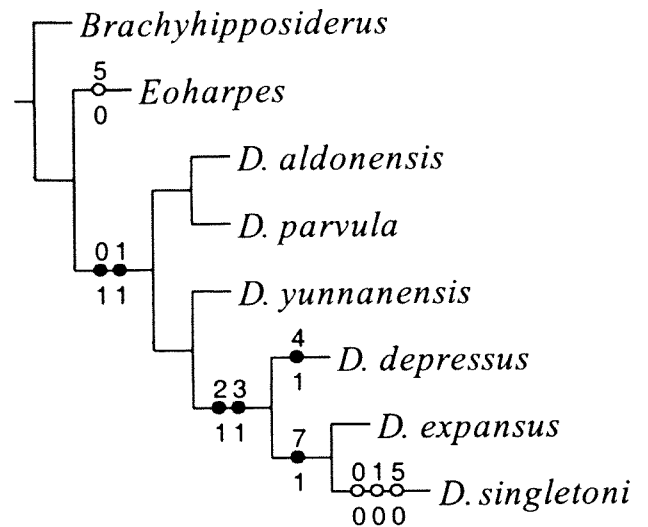 Brachyhipposiderus
5
Eoharpes
0
D. aldonensis
D. parvula
0 1
1 1
D. yunnanensis
4
D. depressus
1
2 3
1 1
D. expansus
7
1
0 1 5
D. singletoni
0 0 0